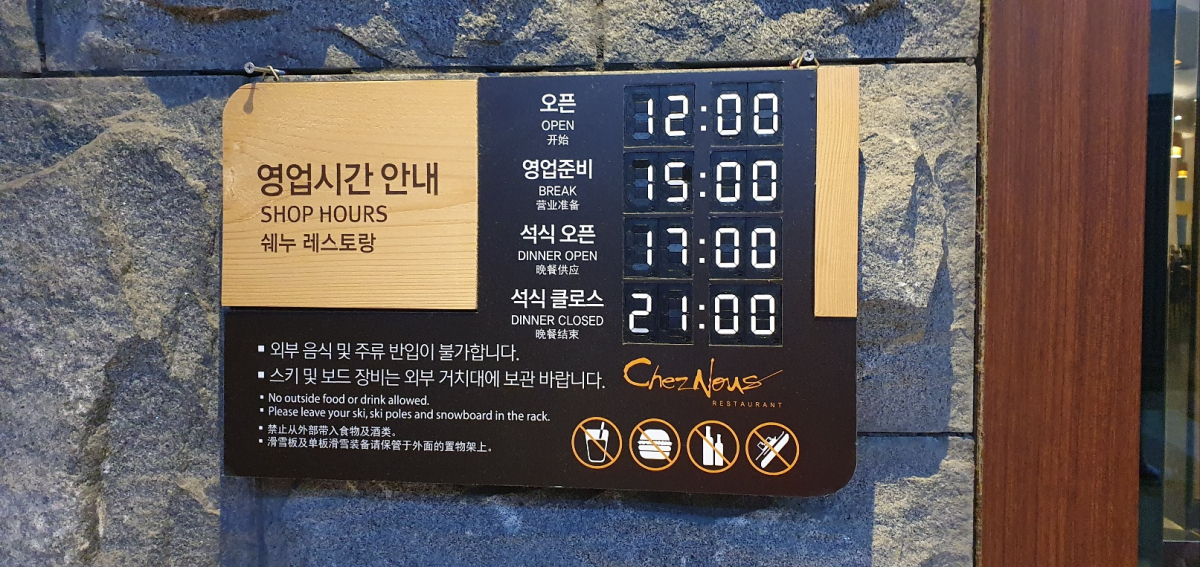 영업시간 안내
SHOP HOURS
쉐누 레스토랑
오픈
OPEN
开始
12:00
영업준비
BREAK
营业准备
15:00
석식 오픈
DINNER OPEN
晚餐供应
17:00
석식 클로스
DINNER CLOSED
晚餐结束
21:00
▪ 외부 음식 및 주류 반입이 불가합니다.
▪ 스키 및 보드 장비는 외부 거치대에 보관 바랍니다.
▪ No outside food or drink allowed.
▪ Please leave your ski, ski poles and snowboard in the rack.
▪ 禁止从外部带入食物及酒类。
▪ 滑雪板及单板滑雪装备请保管于外面的置物架上。
Chez Nous
RESTAURANT